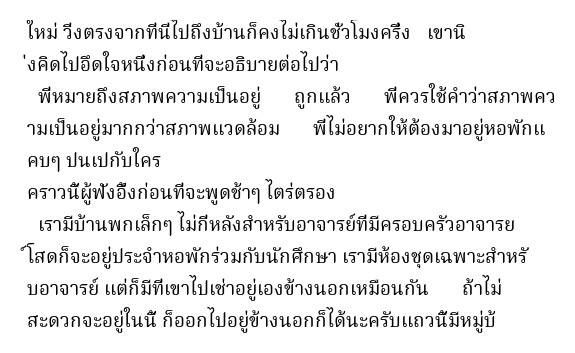 ใหม่ วิ่งตรงจากที่นี่ไปถึงบ้านก็คงไม่เกินชั่วโมงครึ่ง   เขานิ
่งคิดไปอึดใจหนึ่งก่อนที่จะอธิบายต่อไปว่า
พี่หมายถึงสภาพความเป็นอยู่      ถูกแล้ว      พี่ควรใช้คำว่าสภาพคว
ามเป็นอยู่มากกว่าสภาพแวดล้อม      พี่ไม่อยากให้ต้องมาอยู่หอพักแ
คบๆ ปนเปกับใคร
คราวนี้ผู้ฟังอึ้งก่อนที่จะพูดช้าๆ ไตร่ตรอง
เรามีบ้านพกเล็กๆ ไม่กี่หลังสำหรับอาจารย์ที่มีครอบครัวอาจารย
์โสดก็จะอยู่ประจำหอพักร่วมกับนักศึกษา เรามีห้องชุดเฉพาะสำหรั
บอาจารย์ แต่ก็มีที่เขาไปเช่าอยู่เองข้างนอกเหมือนกัน      ถ้าไม่
สะดวกจะอยู่ในนี้ ก็ออกไปอยู่ข้างนอกก็ได้นะครับแถวนี้มีหมู่บ้